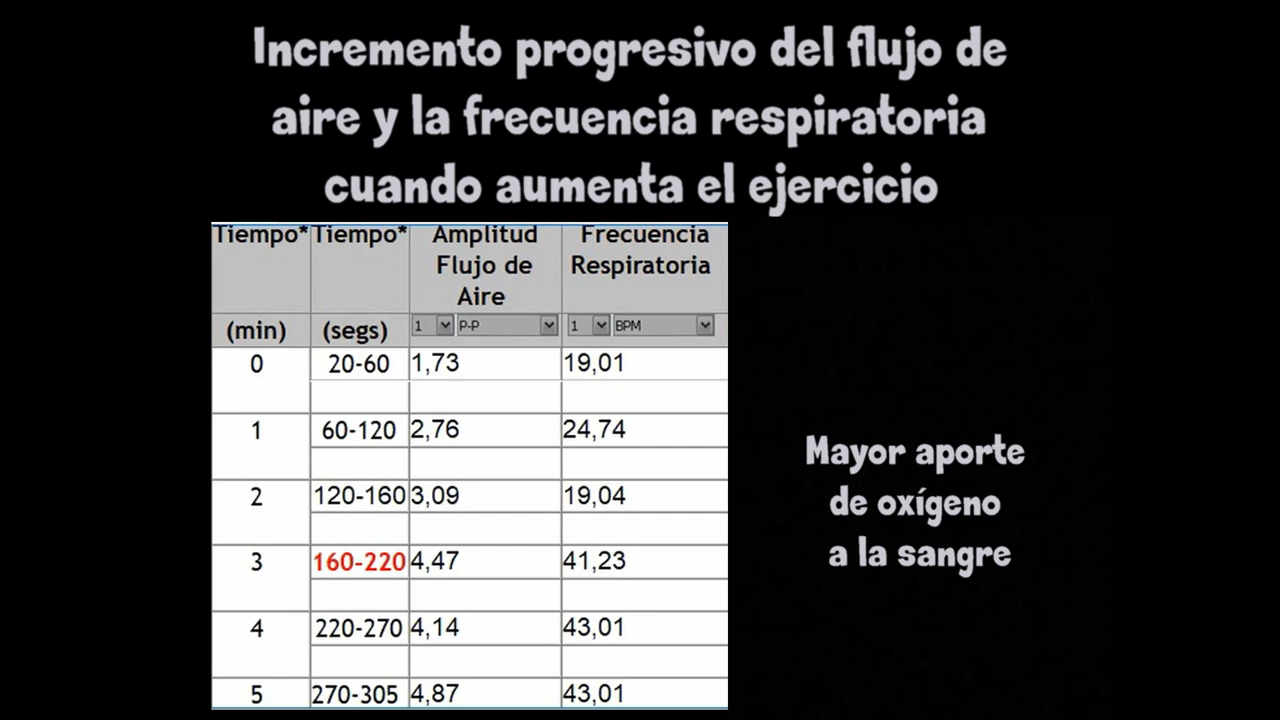 Incremento progresivo del flujo de
aire y la frecuencia respiratoria
cuando aumenta el ejercicio
Tiempo* Tiempo* Amplitud Flujo de Aire Frecuencia Respiratoria
(min) (segs) 1 P-P 1 BPM
0 20-60 1,73 19,01
1 60-120 2,76 24,74
2 120-160 3,09 19,04
3 160-220 4,47 41,23
4 220-270 4,14 43,01
5 270-305 4,87 43,01
Mayor aporte
de oxígeno
a la sangre